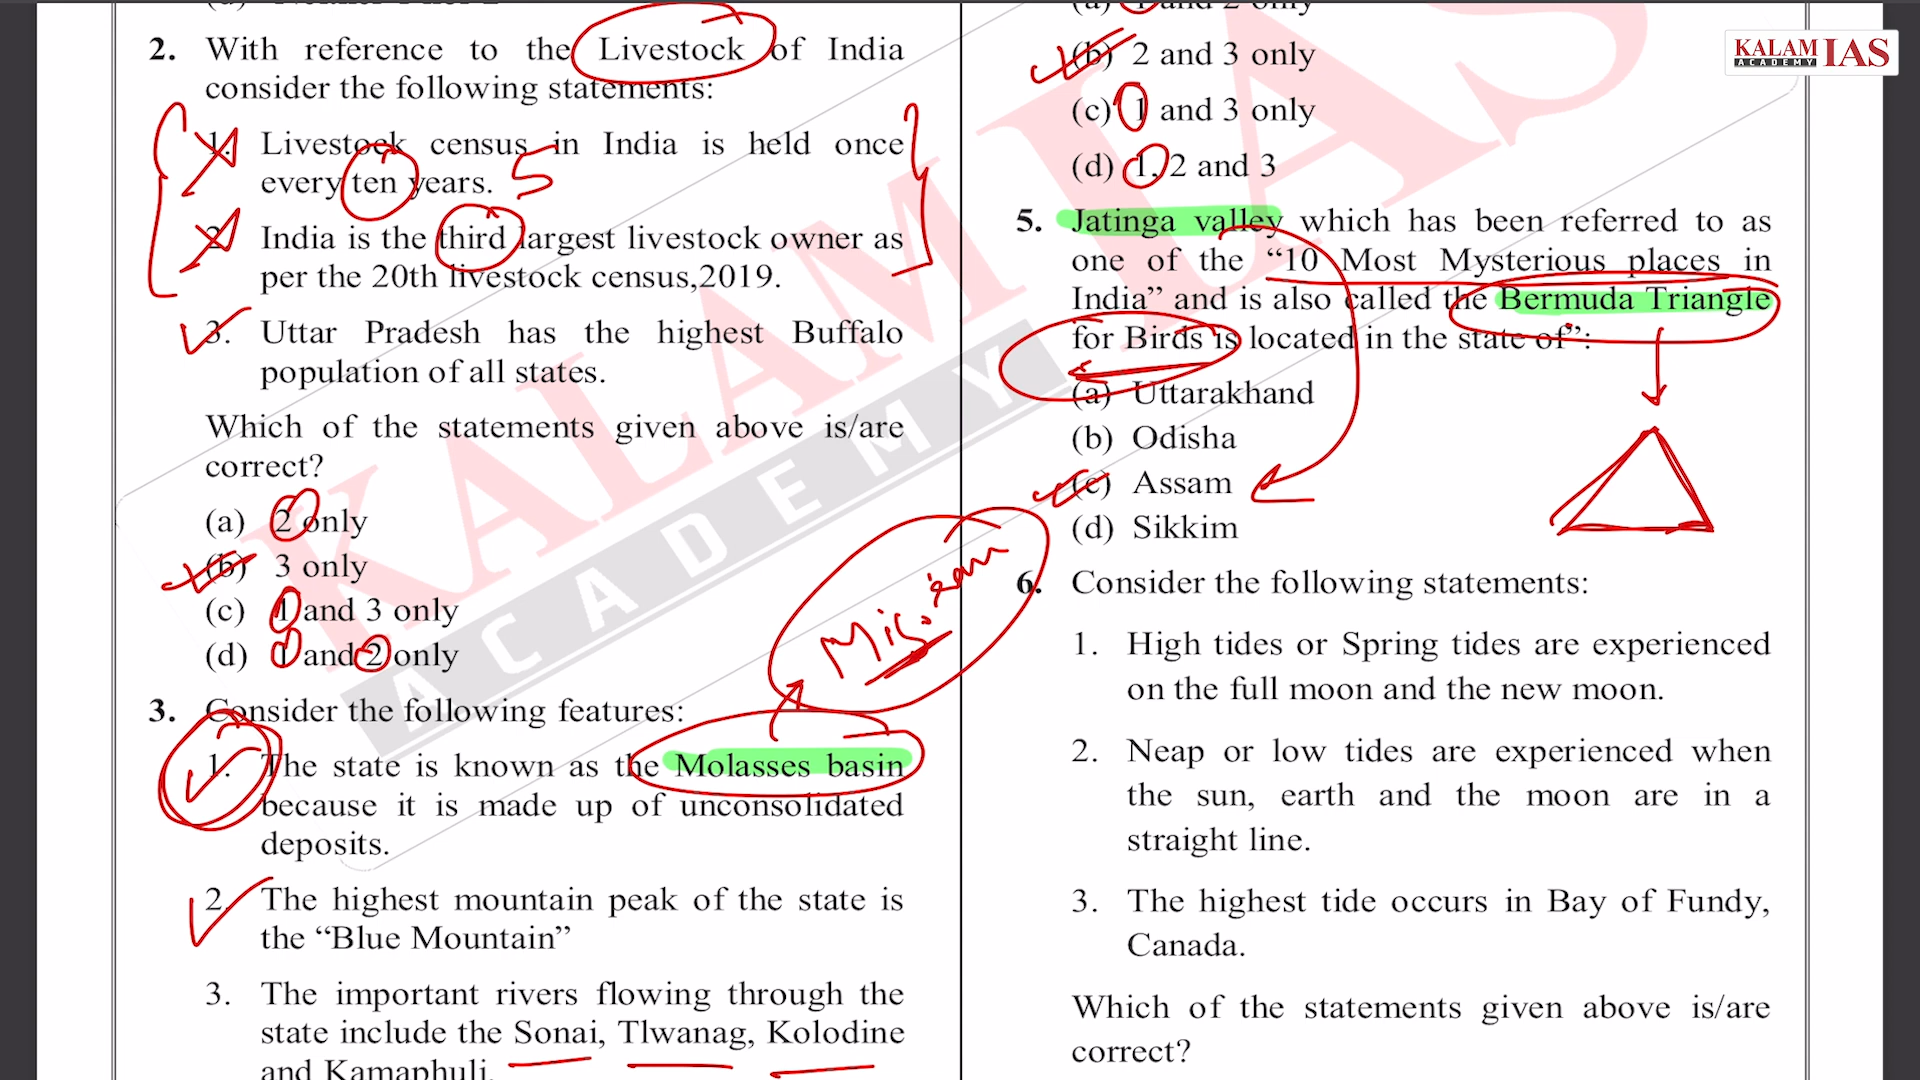 2. With reference to the Livestock of India
consider the following statements:
1. Livestock census in India is held once
every ten years. 5
2. India is the third largest livestock owner as
per the 20th livestock census,2019.
3. Uttar Pradesh has the highest Buffalo
population of all states.
Which of the statements given above is/are
correct?
(a) 2 only
(b) 3 only
(c) 1 and 3 only
(d) 1 and 2 only
3. Consider the following features:
1. The state is known as the Molasses basin
because it is made up of unconsolidated
deposits.
2. The highest mountain peak of the state is
the “Blue Mountain”
3. The important rivers flowing through the
state include the Sonai, Tlwanag, Kolodine
and Kamaphuli.
(b) 2 and 3 only
(c) 1 and 3 only
(d) 1, 2 and 3
5. Jatinga valley which has been referred to as
one of the “10 Most Mysterious places in
India” and is also called the Bermuda Triangle
for Birds is located in the state of”:
(a) Uttarakhand
(b) Odisha
(c) Assam
(d) Sikkim
6. Consider the following statements:
1. High tides or Spring tides are experienced
on the full moon and the new moon.
2. Neap or low tides are experienced when
the sun, earth and the moon are in a
straight line.
3. The highest tide occurs in Bay of Fundy,
Canada.
Which of the statements given above is/are
correct?
KALAM IAS
ACADEMY
KALAM IAS
ACADEMY